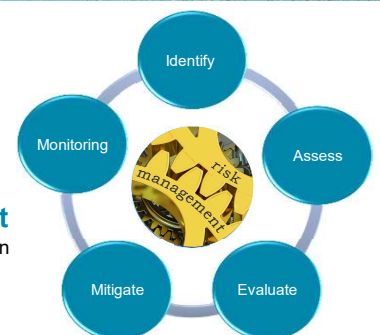 Identify
Monitoring
Assess
risk
management
t
n
Mitigate
Evaluate